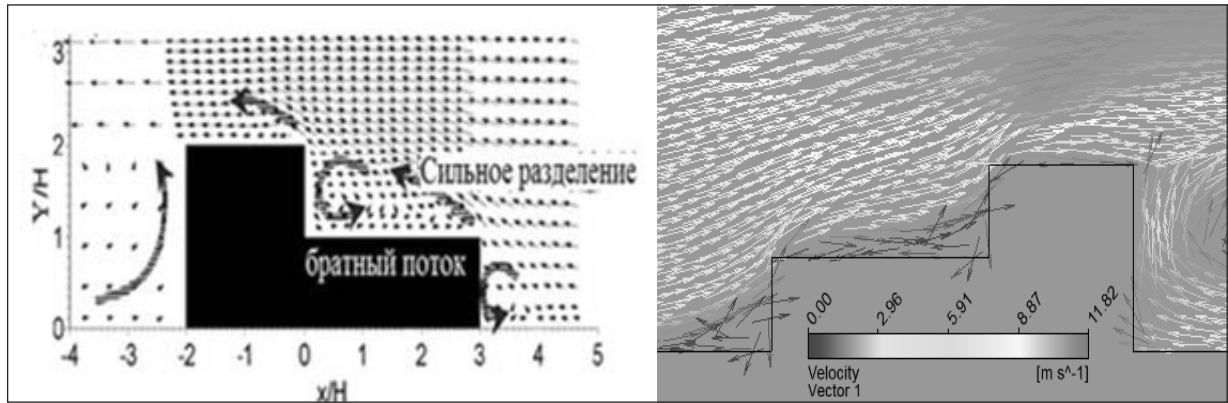 3
2
1
0
Y/H
Сильное разделение
братный поток
-4 -3 -2 -1 0 1 2 3 4 5
x/H
0.00 2.96 5.91 8.87 11.82
Velocity
Vector 1
[m s^-1]